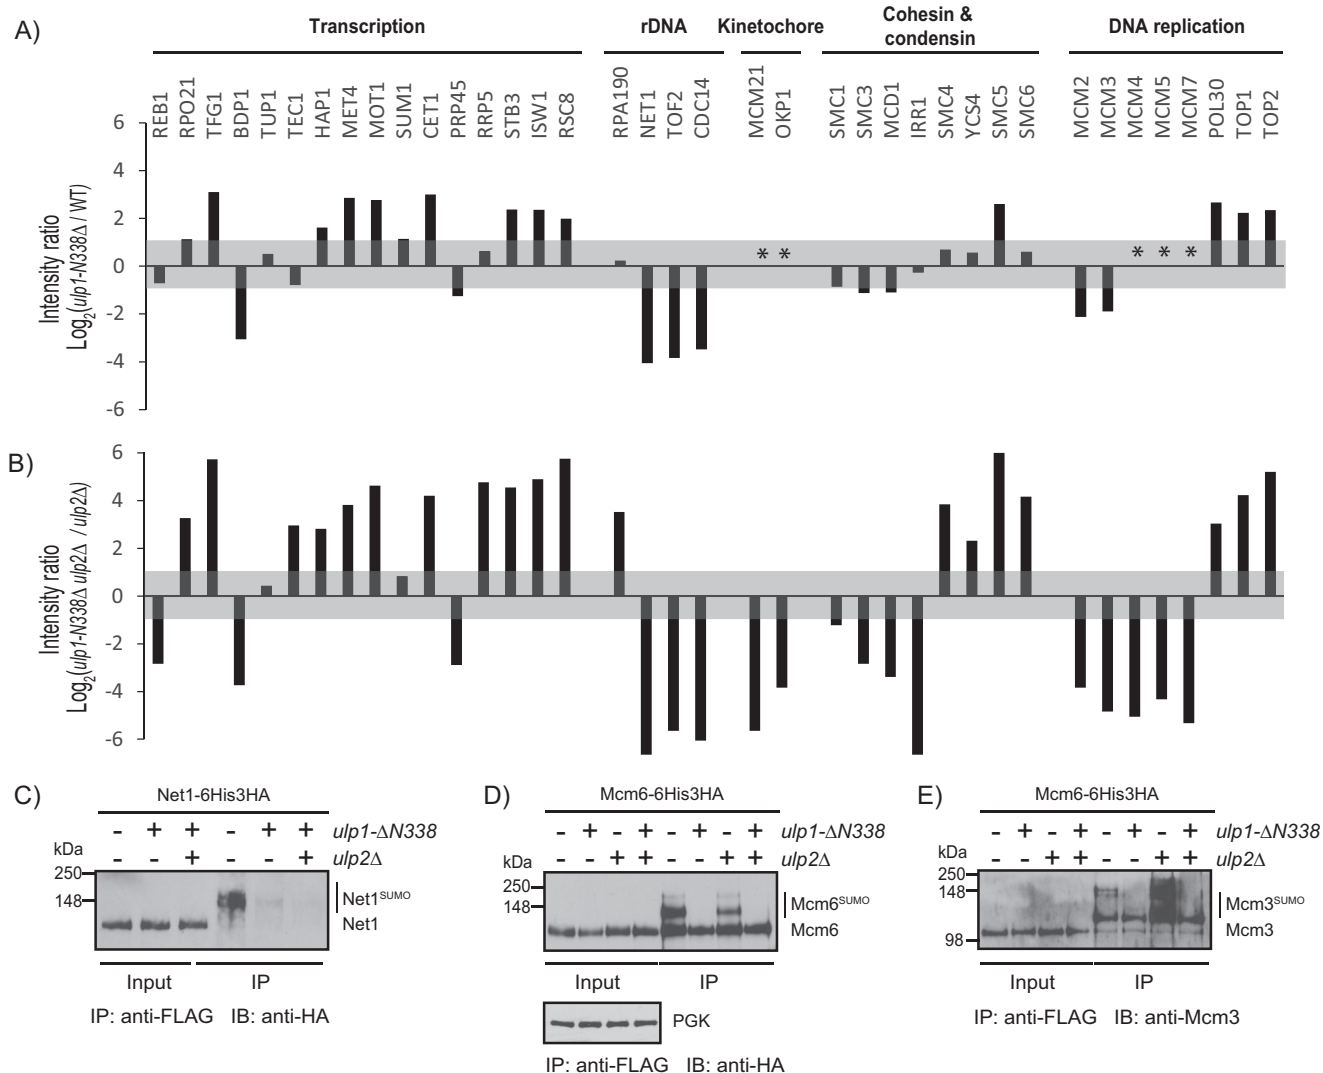 A)
Transcription
rDNA
Kinetochore
Cohesin &
condensin
DNA replication
REB1
RPO21
TFG1
BDP1
TUP1
TEC1
HAP1
MET4
MOT1
SUM1
CET1
PRP45
RRP5
STB3
ISW1
RSC8
RPA190
NET1
TOF2
CDC14
MCM21
OKP1
SMC1
SMC3
MCD1
IRR1
SMC4
YCS4
SMC5
SMC6
MCM2
MCM3
MCM4
MCM5
MCM7
POL30
TOP1
TOP2
Intensity ratio
Log₂(ulp1-N338Δ / WT)
6
4
2
0
-2
-4
-6
* * * * *
B)
Intensity ratio
Log₂(ulp1-N338Δ ulp2Δ / ulp2Δ)
6
4
2
0
-2
-4
-6
C)
Net1-6His3HA
- + + - + + ulp1-ΔN338
kDa
- - + - - + ulp2Δ
250
148
Net1SUMO
Net1
Input IP
IP: anti-FLAG IB: anti-HA
D)
Mcm6-6His3HA
- + - + - + - + ulp1-ΔN338
kDa
- - + + - - + + ulp2Δ
250
148
Mcm6SUMO
Mcm6
Input IP
PGK
IP: anti-FLAG IB: anti-HA
E)
Mcm6-6His3HA
- + - + - + - + ulp1-ΔN338
kDa
- - + + - - + + ulp2Δ
250
148
98
Mcm3SUMO
Mcm3
Input IP
IP: anti-FLAG IB: anti-Mcm3